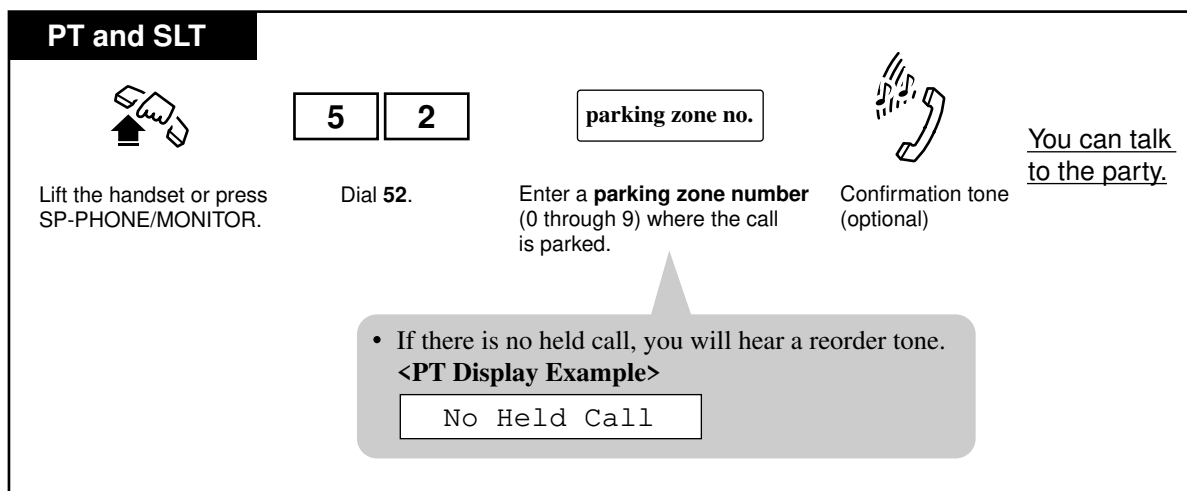 PT and SLT
5 2
parking zone no.
You can talk
to the party.
Lift the handset or press
SP-PHONE/MONITOR.
Dial 52.
Enter a parking zone number
(0 through 9) where the call
is parked.
Confirmation tone
(optional)
• If there is no held call, you will hear a reorder tone.
<PT Display Example>
No Held Call